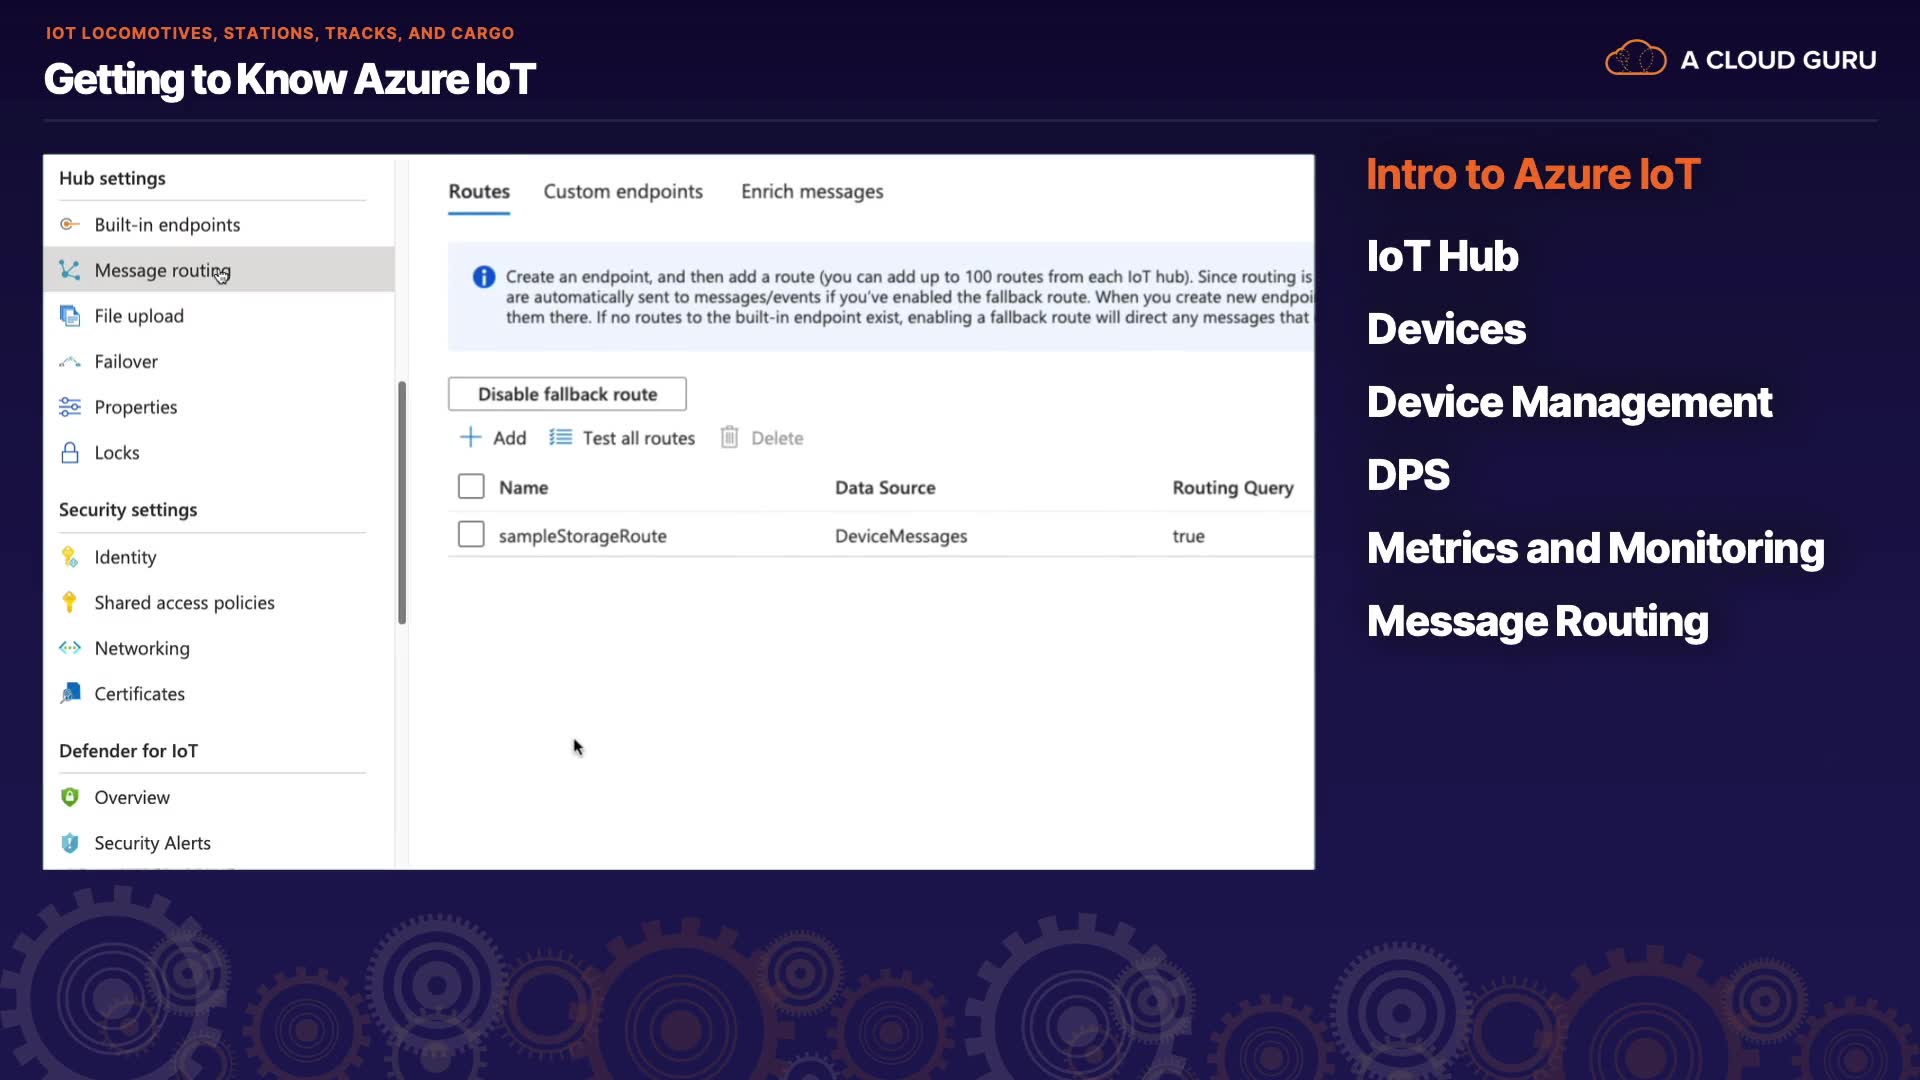 IOT LOCOMOTIVES, STATIONS, TRACKS, AND CARGO
Getting to Know Azure IoT
A CLOUD GURU
Hub settings
Built-in endpoints
Message routing
File upload
Failover
Properties
Locks
Security settings
Identity
Shared access policies
Networking
Certificates
Defender for IoT
Overview
Security Alerts
Routes Custom endpoints Enrich messages
Create an endpoint, and then add a route (you can add up to 100 routes from each IoT hub). Since routing is
are automatically sent to messages/events if you've enabled the fallback route. When you create new endpoi
them there. If no routes to the built-in endpoint exist, enabling a fallback route will direct any messages that
Disable fallback route
Add Test all routes Delete
Name Data Source Routing Query
sampleStorageRoute DeviceMessages true
Intro to Azure IoT
IoT Hub
Devices
Device Management
DPS
Metrics and Monitoring
Message Routing